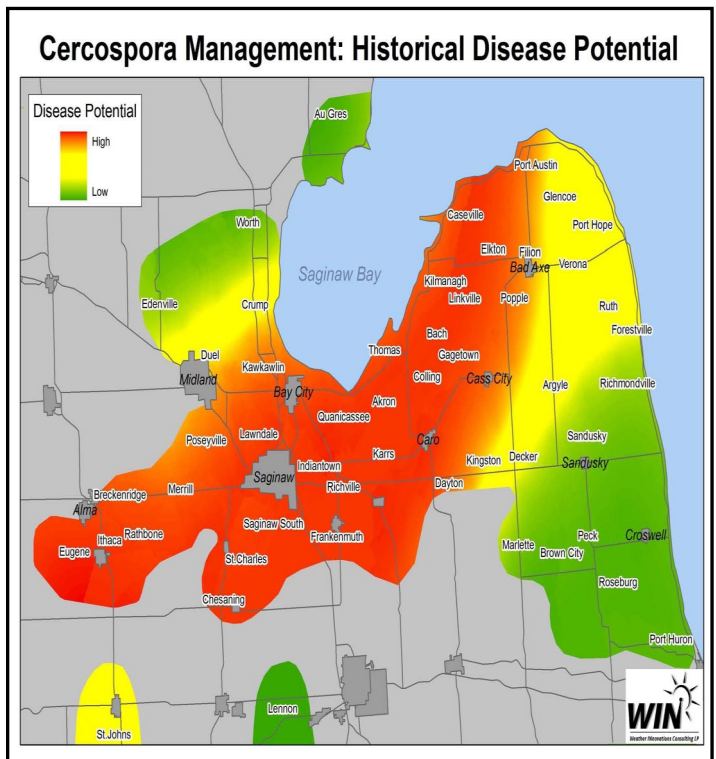 Cercospora Management: Historical Disease Potential
Disease Potential
High
Low
Au Gres
Port Austin
Glencoe
Worth
Caseville
Port Hope
Elkton
Filion
Saginaw Bay
Bad Axe
Verona
Kilmanagh
Edenville
Crump
Linkville
Popple
Ruth
Bach
Forestville
Duel
Thomas
Gagetown
Kawkawlin
Midland
Colling
Cass City
Argyle
Richmondville
Bay City
Akron
Quanicassee
Poseyville
Lawndale
Caro
Sandusky
Karrs
Indiantown
Kingston
Decker
Sandusky
Saginaw
Merrill
Richville
Dayton
Breckenridge
Alma
Saginaw South
Rathbone
Frankenmuth
Ithaca
Eugene
Marlette
Peck
Croswell
Brown City
St.Charles
Roseburg
Chesaning
Port Huron
Lennon
St.Johns
WIN
Weather INnovations Consulting LP